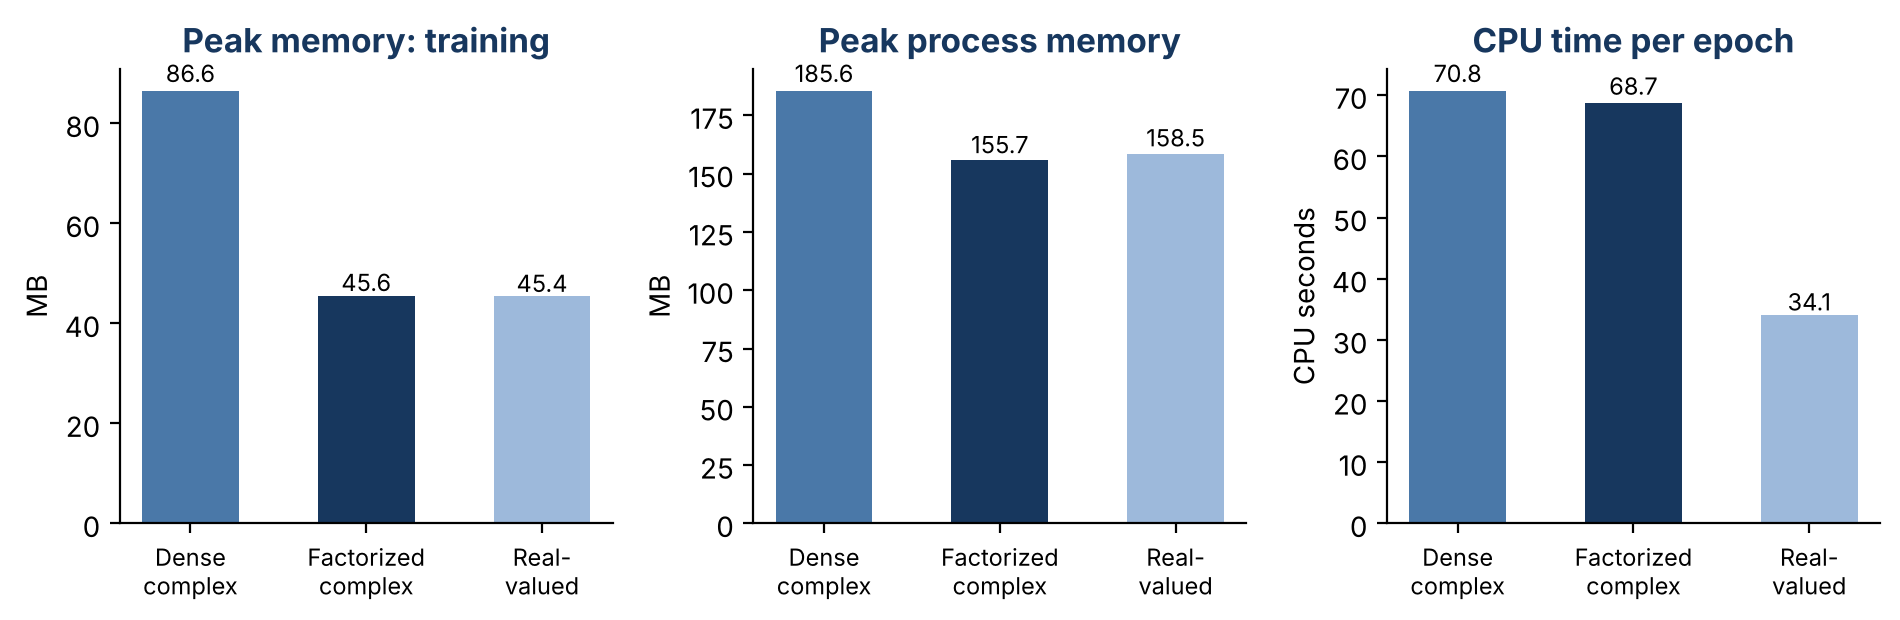 Peak memory: training
MB
80
60
40
20
0
86.6
45.6
45.4
Dense
complex
Factorized
complex
Real-
valued
Peak process memory
MB
175
150
125
100
75
50
25
0
185.6
155.7
158.5
Dense
complex
Factorized
complex
Real-
valued
CPU time per epoch
CPU seconds
70
60
50
40
30
20
10
0
70.8
68.7
34.1
Dense
complex
Factorized
complex
Real-
valued